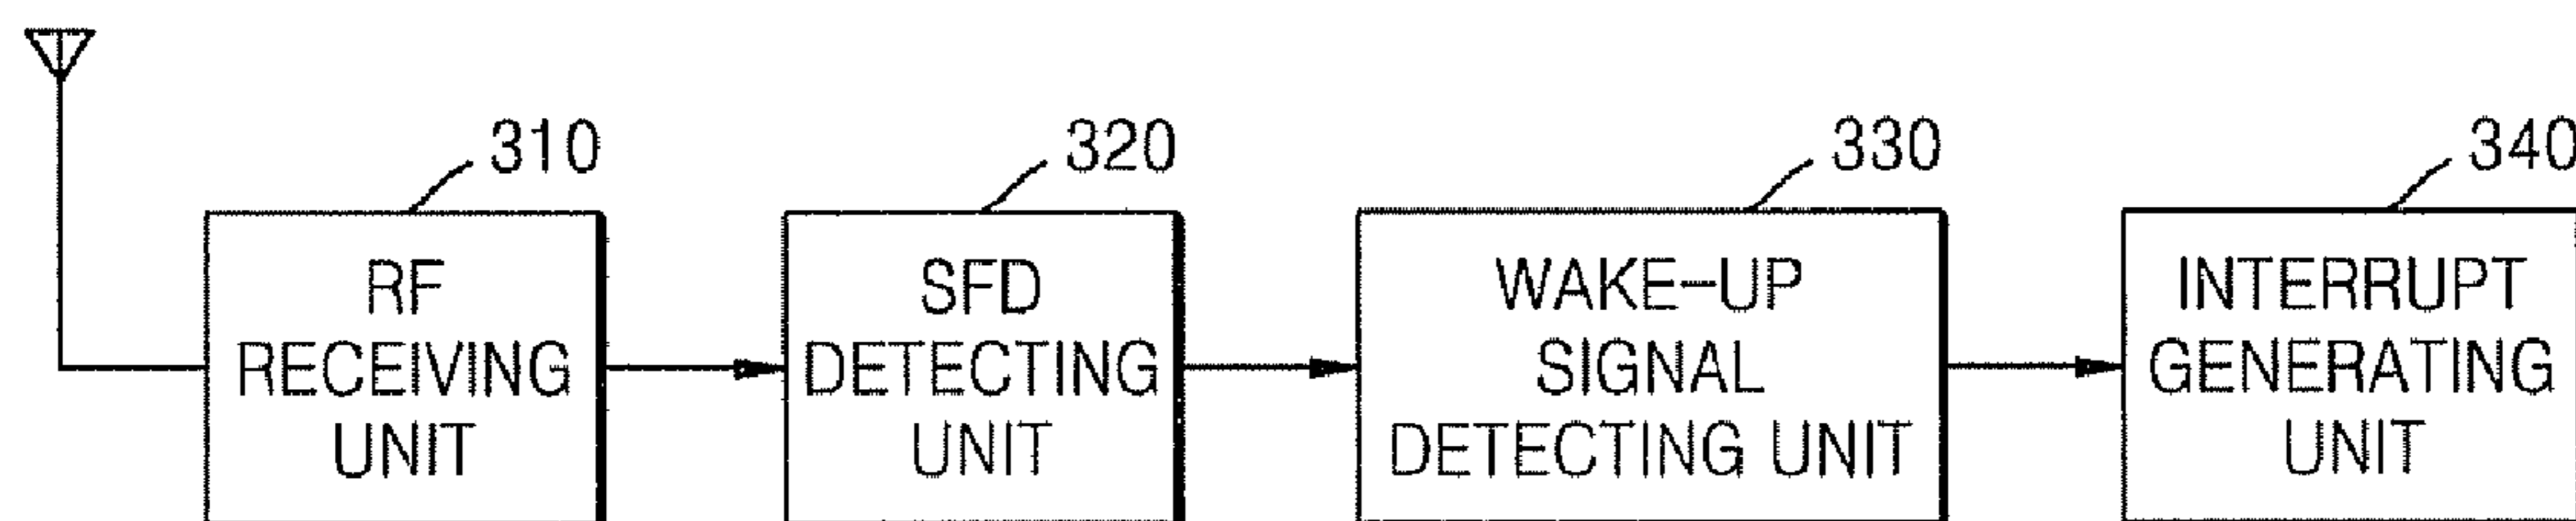 310
320
330
340
RF
RECEIVING
UNIT
SFD
DETECTING
UNIT
WAKE-UP
SIGNAL
DETECTING UNIT
INTERRUPT
GENERATING
UNIT